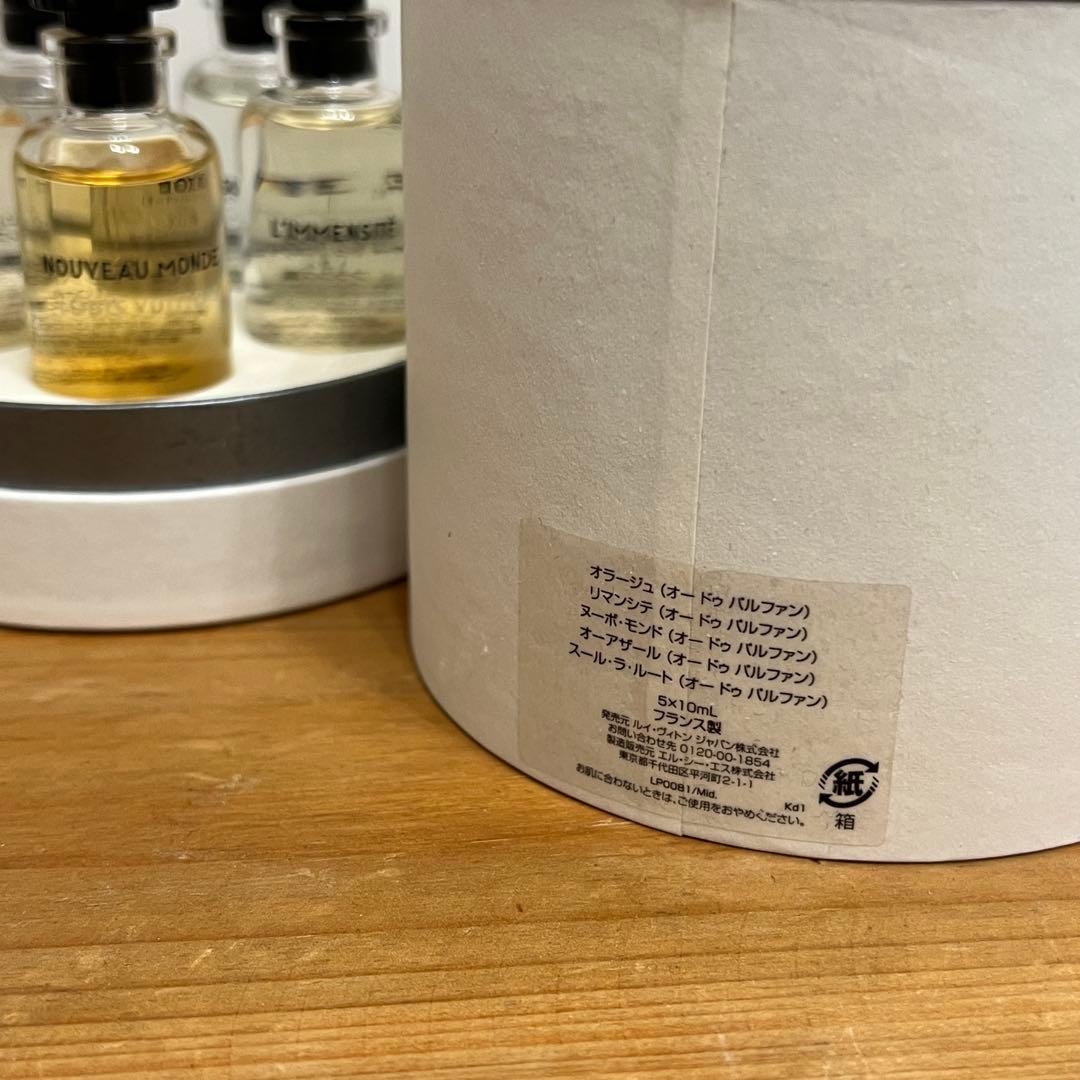 NOUVEAU MONDE
LOUIS VUITTON
L'IMMENSITÉ
オラージュ (オー ドゥ パルファン)
リマンシテ (オー ドゥ パルファン)
ヌーボ・モンド (オー ドゥ パルファン)
オーアザール (オー ドゥ パルファン)
スール・ラ・ルート (オー ドゥ パルファン)
5×10mL
フランス製
発売元 ルイ・ヴィトン ジャパン株式会社
お問い合わせ先 0120-00-1854
製造販売元 エル・シー・エス株式会社
東京都千代田区平河町2-1-1
LP0081/Mid.
Kd1
お肌に合わないときは、ご使用をおやめください。
紙
箱